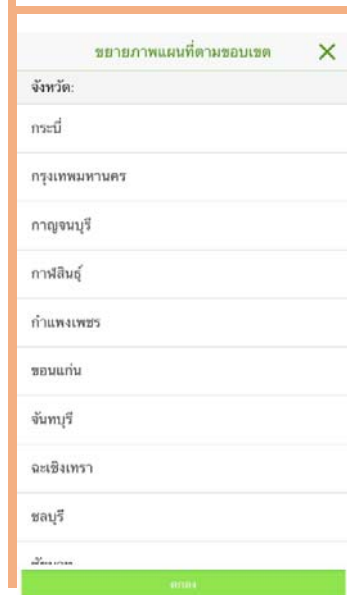 ขยายภาพแผนที่ตามขอบเขต
จังหวัด:
กระบี่
กรุงเทพมหานคร
กาญจนบุรี
กาฬสินธุ์
กำแพงเพชร
ขอนแก่น
จันทบุรี
ฉะเชิงเทรา
ชลบุรี
ตกลง